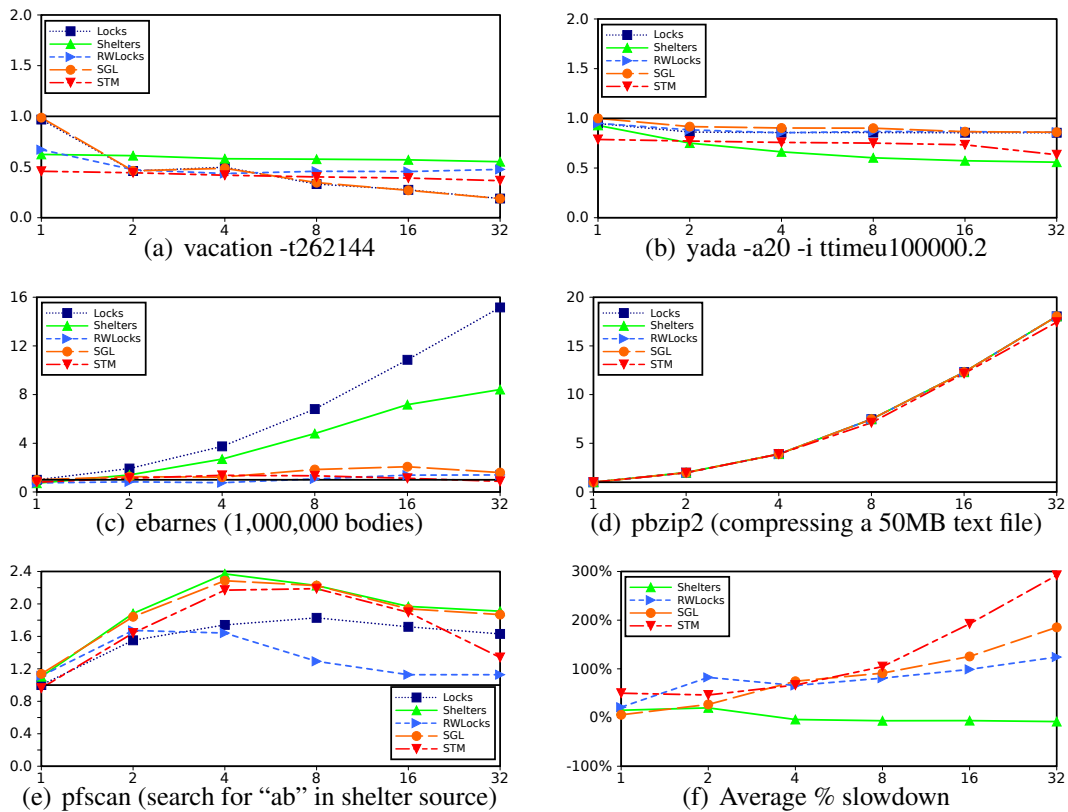 2.0
1.5
1.0
0.5
0.0
Locks
Shelters
RWLocks
SGL
STM
1 2 4 8 16 32
(a) vacation -t262144
2.0
1.5
1.0
0.5
0.0
Locks
Shelters
RWLocks
SGL
STM
1 2 4 8 16 32
(b) yada -a20 -i ttimeu100000.2
16
12
8
4
0
Locks
Shelters
RWLocks
SGL
STM
1 2 4 8 16 32
(c) ebarnes (1,000,000 bodies)
20
15
10
5
0
Locks
Shelters
RWLocks
SGL
STM
1 2 4 8 16 32
(d) pbzip2 (compressing a 50MB text file)
2.4
2.0
1.6
1.2
0.8
0.4
0.0
Locks
Shelters
RWLocks
SGL
STM
1 2 4 8 16 32
(e) pfscan (search for “ab” in shelter source)
300%
200%
100%
0%
-100%
Shelters
RWLocks
SGL
STM
1 2 4 8 16 32
(f) Average % slowdown